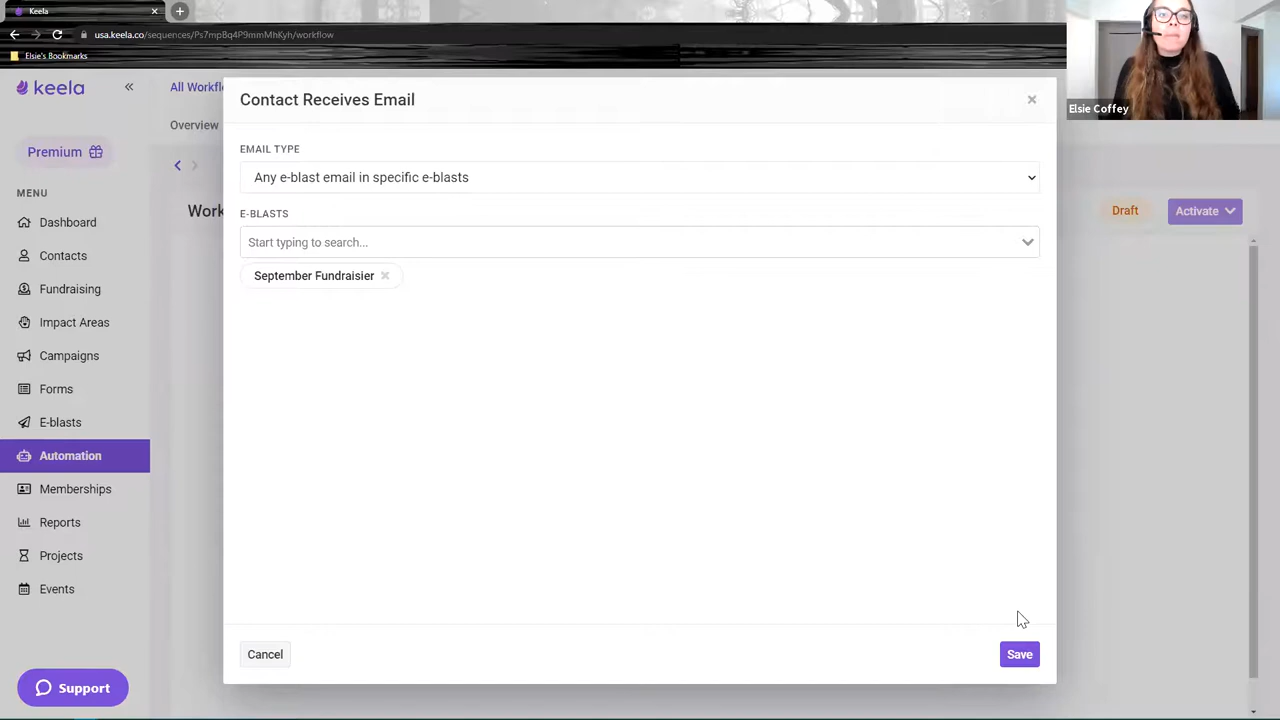 Keela
usa.keela.co/sequences/Ps7mpBq4P9mmMhKyh/workflow
Elsie's Bookmarks
Elsie Coffey
keela
Premium
MENU
Dashboard
Contacts
Fundraising
Impact Areas
Campaigns
Forms
E-blasts
Automation
Memberships
Reports
Projects
Events
Support
All Workfl
Overview
Work
Draft
Activate
Contact Receives Email
EMAIL TYPE
Any e-blast email in specific e-blasts
E-BLASTS
Start typing to search...
September Fundraisier
Cancel
Save